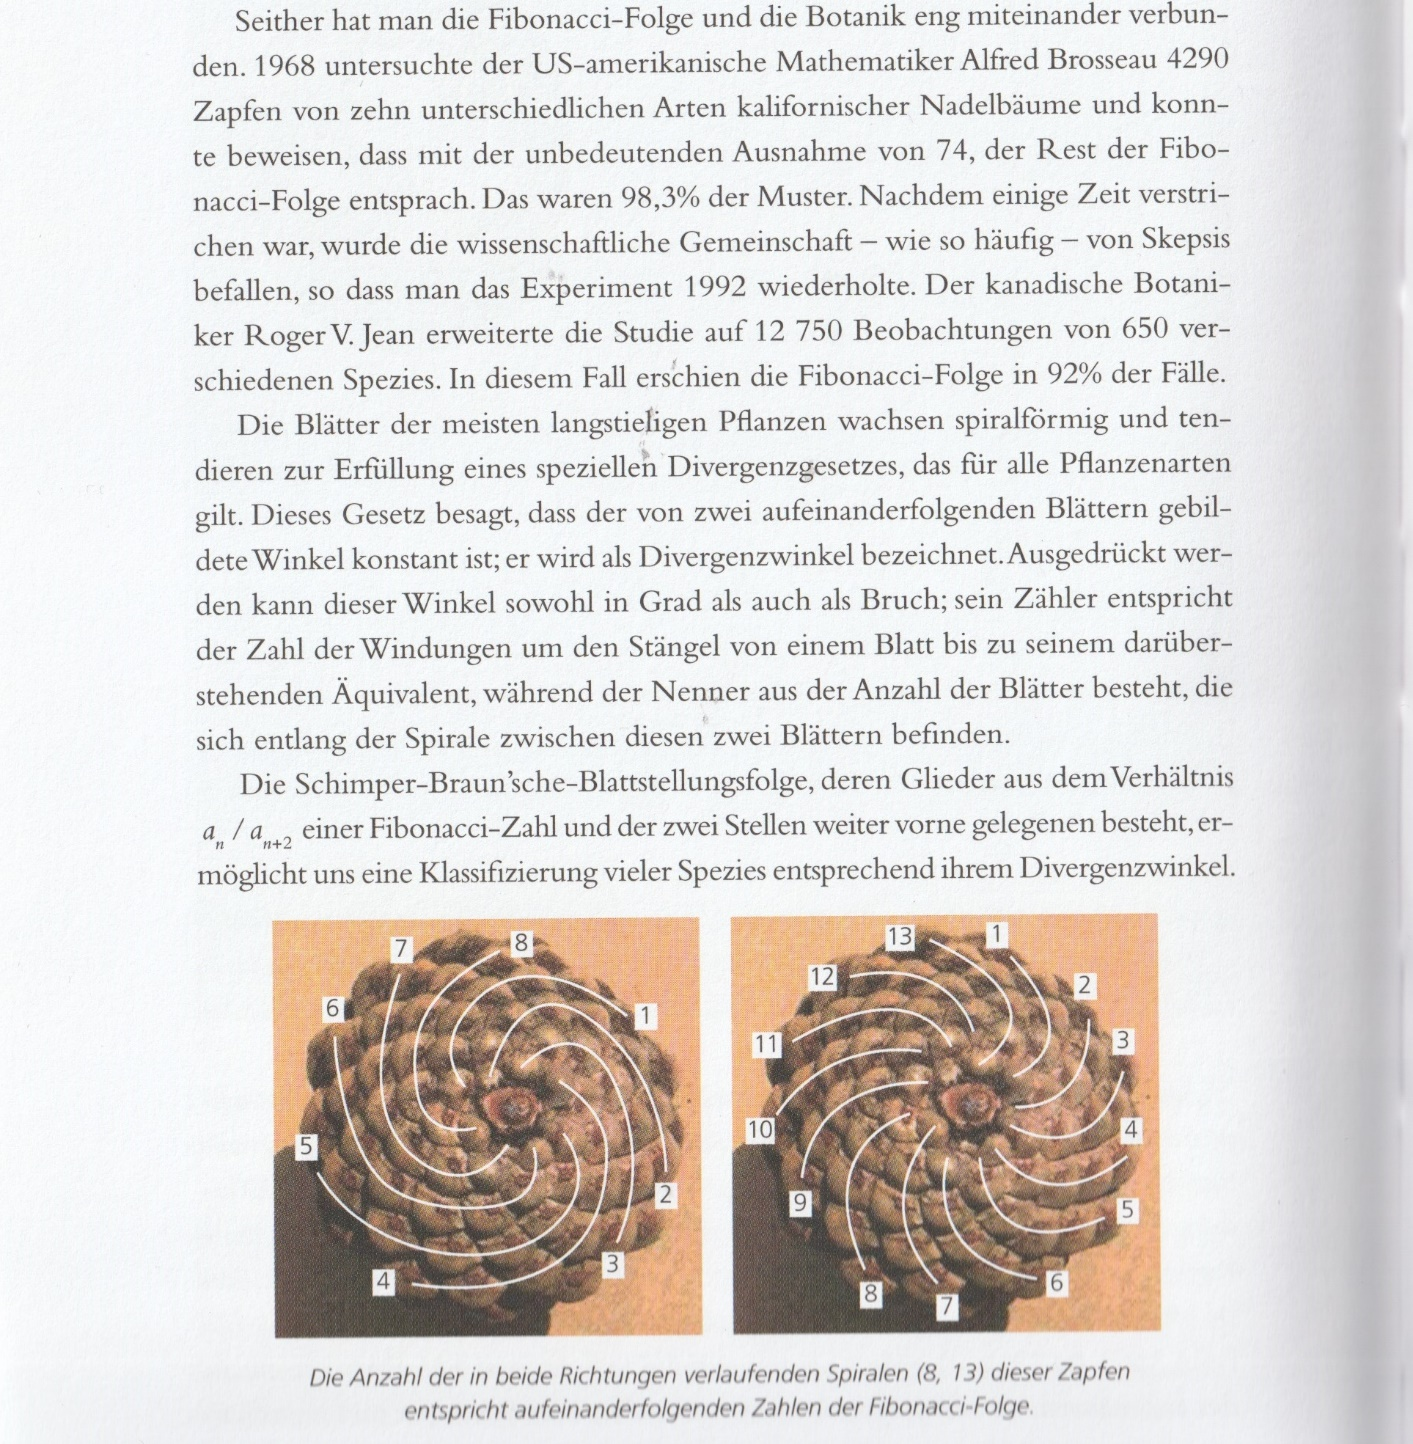 Seither hat man die Fibonacci-Folge und die Botanik eng miteinander verbun-
den. 1968 untersuchte der US-amerikanische Mathematiker Alfred Brosseau 4290
Zapfen von zehn unterschiedlichen Arten kalifornischer Nadelbäume und konn-
te beweisen, dass mit der unbedeutenden Ausnahme von 74, der Rest der Fibo-
nacci-Folge entsprach. Das waren 98,3% der Muster. Nachdem einige Zeit verstri-
chen war, wurde die wissenschaftliche Gemeinschaft – wie so häufig – von Skepsis
befallen, so dass man das Experiment 1992 wiederholte. Der kanadische Botani-
ker Roger V. Jean erweiterte die Studie auf 12 750 Beobachtungen von 650 ver-
schiedenen Spezies. In diesem Fall erschien die Fibonacci-Folge in 92% der Fälle.
Die Blätter der meisten langstieligen Pflanzen wachsen spiralförmig und ten-
dieren zur Erfüllung eines speziellen Divergenzgesetzes, das für alle Pflanzenarten
gilt. Dieses Gesetz besagt, dass der von zwei aufeinanderfolgenden Blättern gebil-
dete Winkel konstant ist; er wird als Divergenzwinkel bezeichnet. Ausgedrückt wer-
den kann dieser Winkel sowohl in Grad als auch als Bruch; sein Zähler entspricht
der Zahl der Windungen um den Stängel von einem Blatt bis zu seinem darüber-
stehenden Äquivalent, während der Nenner aus der Anzahl der Blätter besteht, die
sich entlang der Spirale zwischen diesen zwei Blättern befinden.
Die Schimper-Braun'sche-Blattstellungsfolge, deren Glieder aus dem Verhältnis
a_n / a_{n+2} einer Fibonacci-Zahl und der zwei Stellen weiter vorne gelegenen besteht, er-
möglicht uns eine Klassifizierung vieler Spezies entsprechend ihrem Divergenzwinkel.
7
8
6
1
5
2
3
4
13
1
12
2
11
3
10
4
9
5
8
7
6
Die Anzahl der in beide Richtungen verlaufenden Spiralen (8, 13) dieser Zapfen
entspricht aufeinanderfolgenden Zahlen der Fibonacci-Folge.